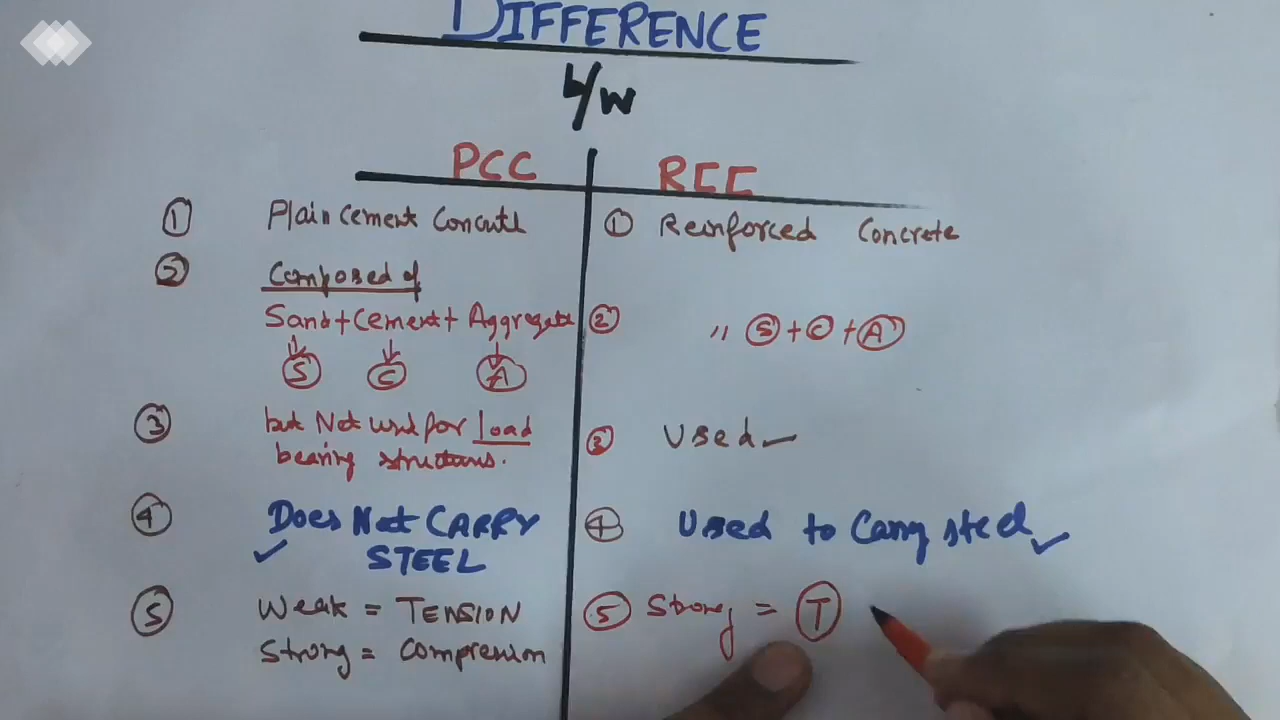 DIFFERENCE
b/w
PCC
RCC
① Plain cement Concrete
① Reinforced Concrete
② Composed of
Sand + Cement + Aggregate
Ⓢ Ⓒ Ⓐ
② " Ⓢ + Ⓒ + Ⓐ
③ but Not used for load
bearing structures.
③ Used ✓
④ Does Not CARRY
✓ STEEL
④ Used to Carry steel ✓
⑤ Weak = TENSION
Strong = Compression
⑤ Strong = Ⓣ